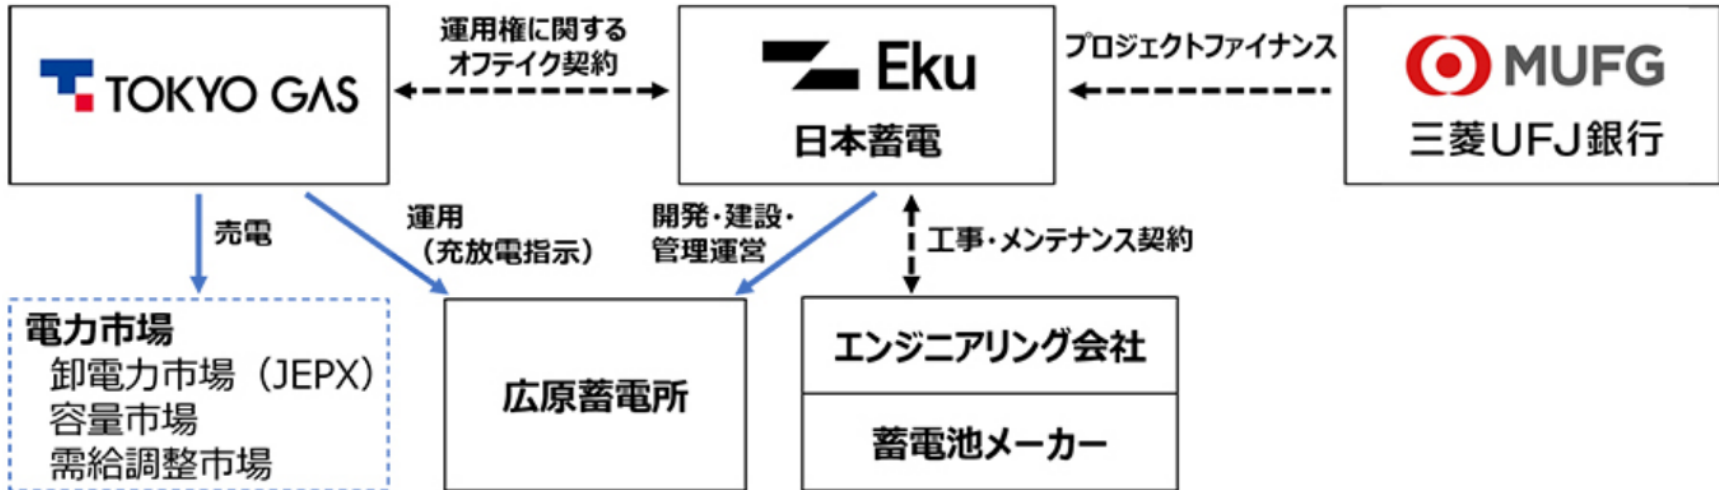 TOKYO GAS
運用権に関する
オフテイク契約
Eku
日本蓄電
プロジェクトファイナンス
MUFG
三菱UFJ銀行
売電
運用
（充放電指示）
開発・建設・
管理運営
工事・メンテナンス契約
電力市場
卸電力市場（JEPX）
容量市場
需給調整市場
広原蓄電所
エンジニアリング会社
蓄電池メーカー